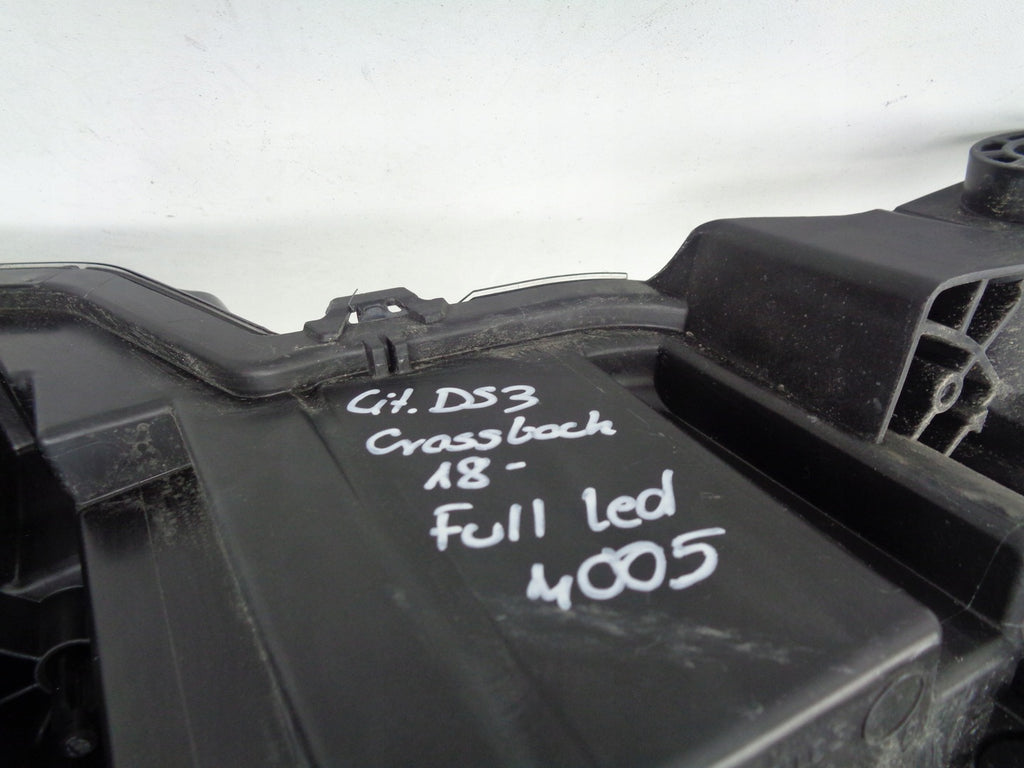 Cit. DS3
Crossback
18-
Full Led
4005